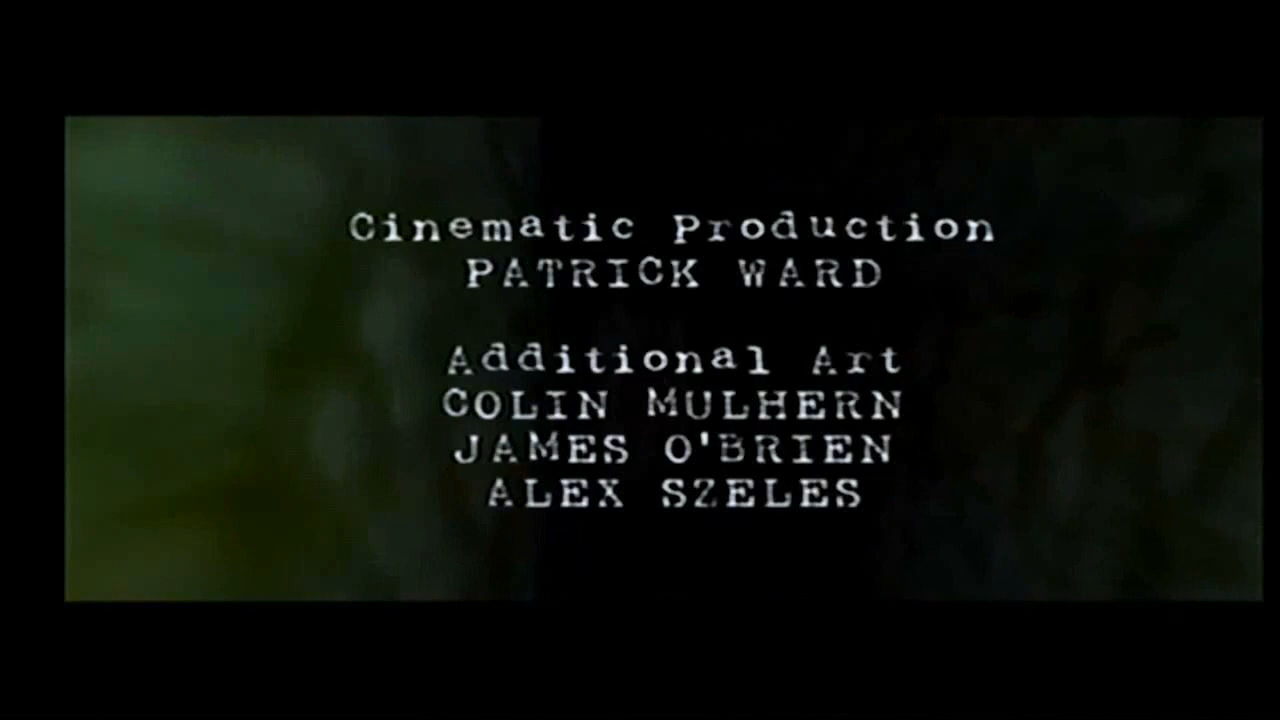 Cinematic Production
PATRICK WARD
Additional Art
COLIN MULHERN
JAMES O'BRIEN
ALEX SZELES